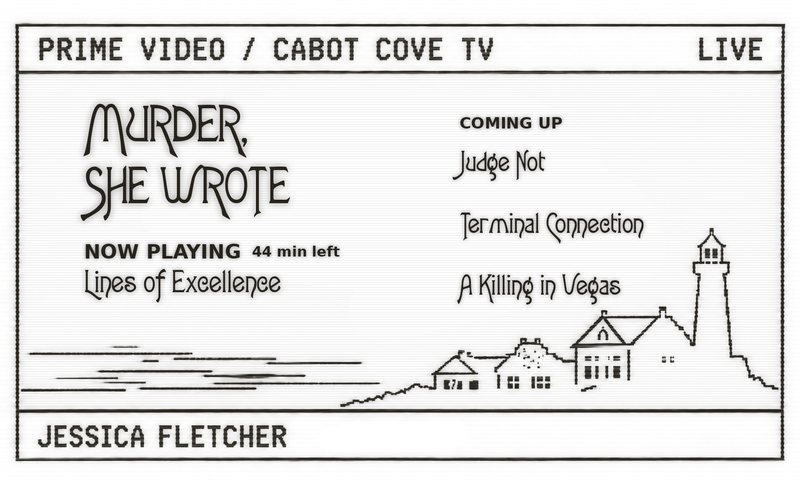 PRIME VIDEO / CABOT COVE TV LIVE
MURDER,
SHE WROTE
NOW PLAYING 44 min left
Lines of Excellence
COMING UP
Judge Not
Terminal Connection
A Killing in Vegas
JESSICA FLETCHER